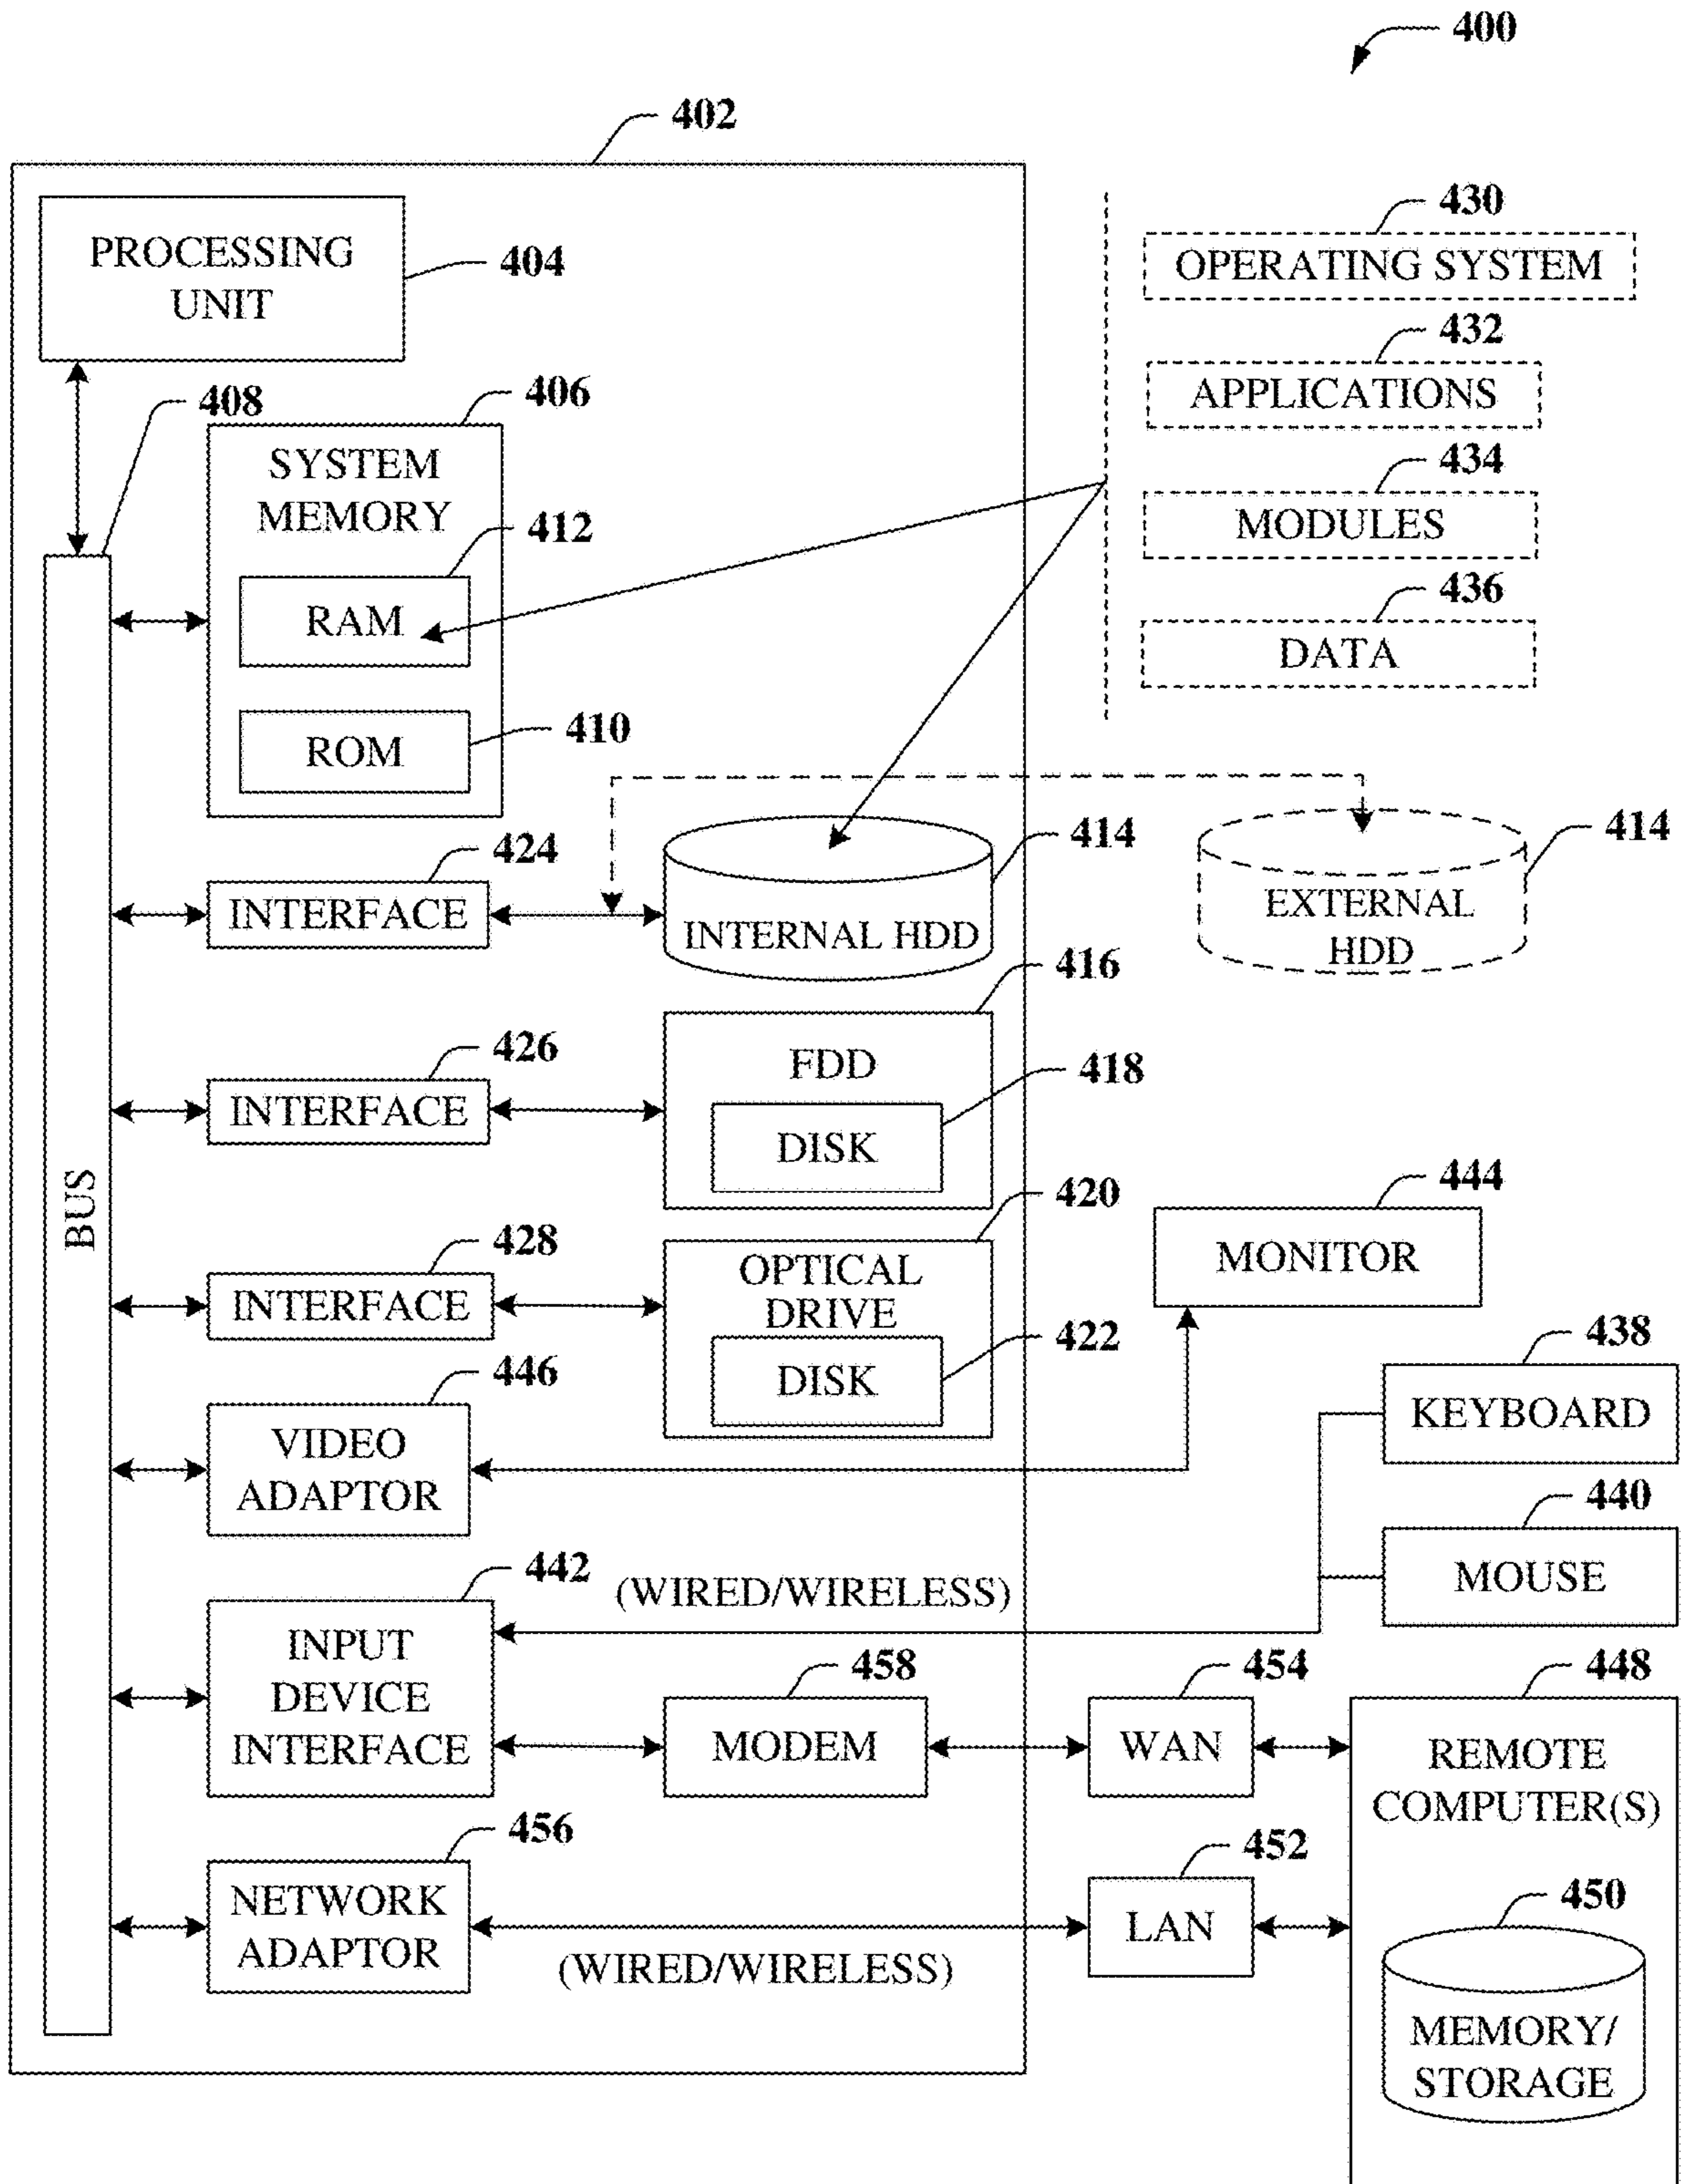 400
402
PROCESSING
UNIT
404
430
OPERATING SYSTEM
432
APPLICATIONS
434
MODULES
436
DATA
408
406
SYSTEM
MEMORY
412
RAM
410
ROM
424
INTERFACE
414
INTERNAL HDD
414
EXTERNAL
HDD
426
INTERFACE
416
FDD
418
DISK
BUS
428
INTERFACE
420
OPTICAL
DRIVE
422
DISK
444
MONITOR
446
VIDEO
ADAPTOR
438
KEYBOARD
440
MOUSE
442
INPUT
DEVICE
INTERFACE
(WIRED/WIRELESS)
458
MODEM
454
WAN
448
REMOTE
COMPUTER(S)
456
NETWORK
ADAPTOR
(WIRED/WIRELESS)
452
LAN
450
MEMORY/
STORAGE